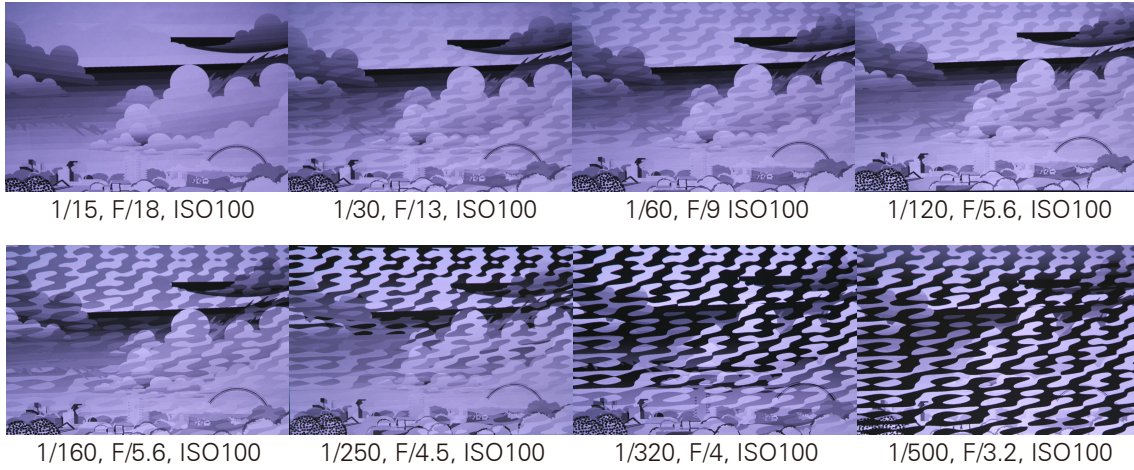 1/15, F/18, ISO100
1/30, F/13, ISO100
1/60, F/9 ISO100
1/120, F/5.6, ISO100
1/160, F/5.6, ISO100
1/250, F/4.5, ISO100
1/320, F/4, ISO100
1/500, F/3.2, ISO100